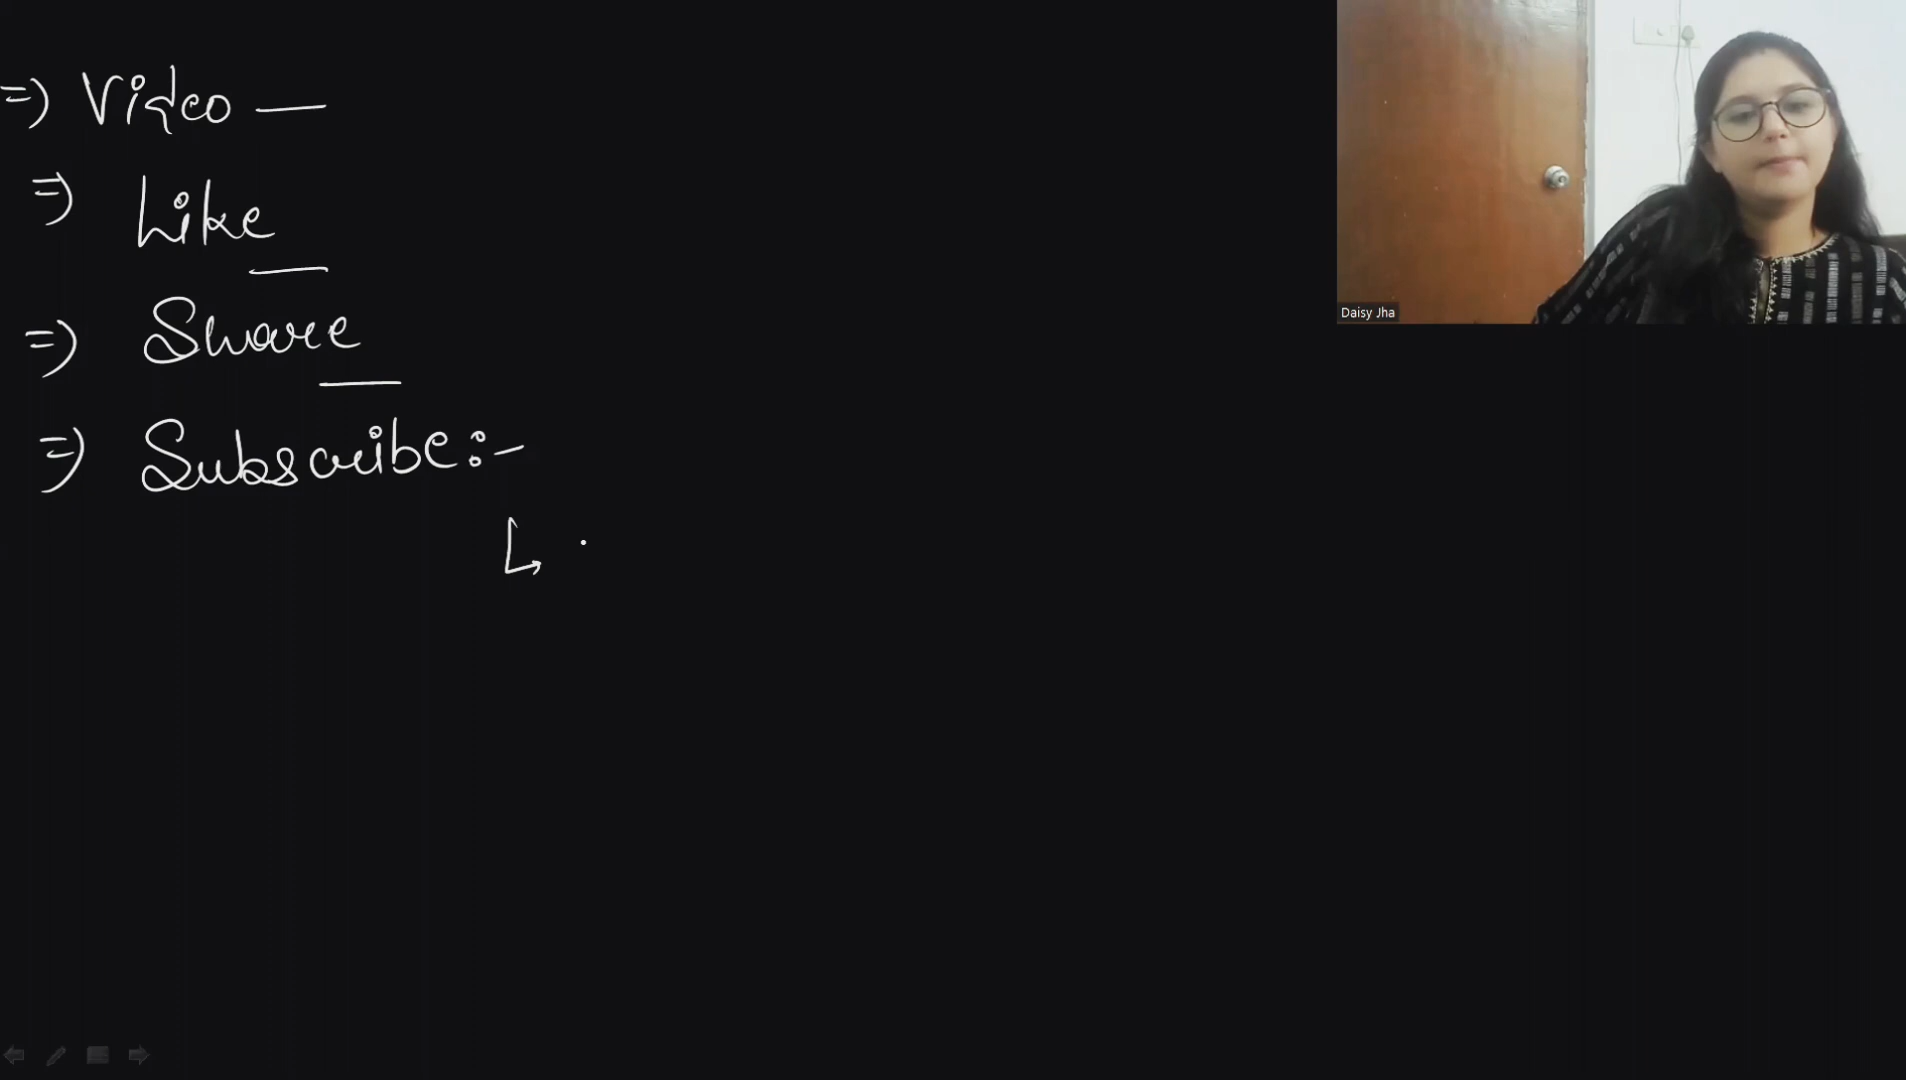 => Video —
=> Like
=> Share
=> Subscribe :-
↳ .
Daisy Jha